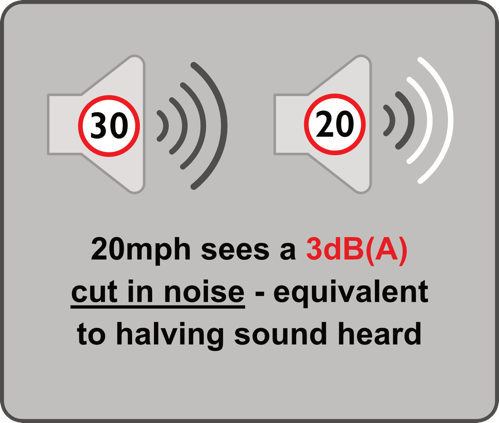 30
20
20mph sees a 3dB(A)
cut in noise - equivalent
to halving sound heard